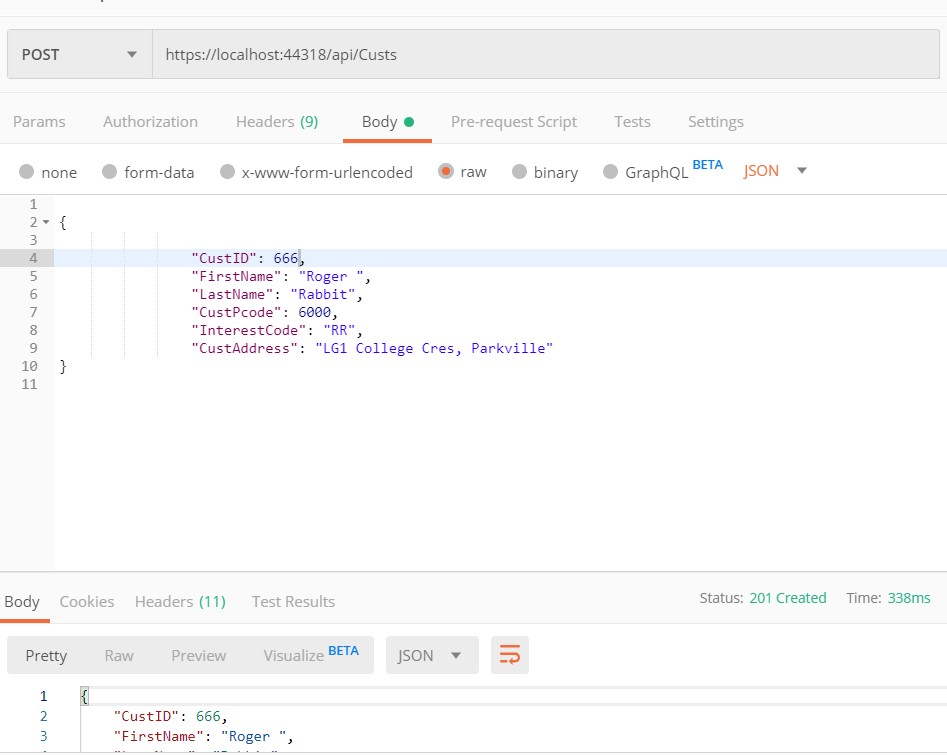 POST https://localhost:44318/api/Custs
Params Authorization Headers (9) Body Pre-request Script Tests Settings
none form-data x-www-form-urlencoded raw binary GraphQL BETA JSON
1
2 {
3
4 "CustID": 666,
5 "FirstName": "Roger ",
6 "LastName": "Rabbit",
7 "CustPcode": 6000,
8 "InterestCode": "RR",
9 "CustAddress": "LG1 College Cres, Parkville"
10 }
11
Body Cookies Headers (11) Test Results Status: 201 Created Time: 338ms
Pretty Raw Preview Visualize BETA JSON
1 {
2 "CustID": 666,
3 "FirstName": "Roger ",